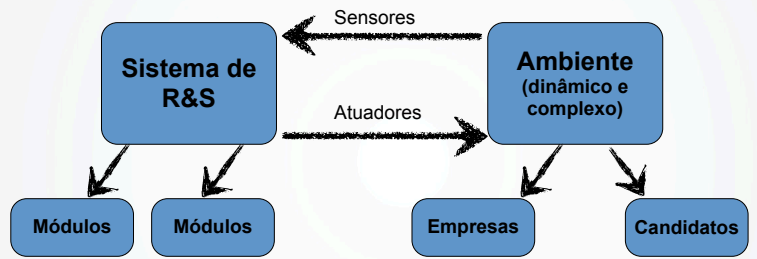 Sensores
Sistema de
R&S
Ambiente
(dinâmico e
complexo)
Atuadores
Módulos
Módulos
Empresas
Candidatos